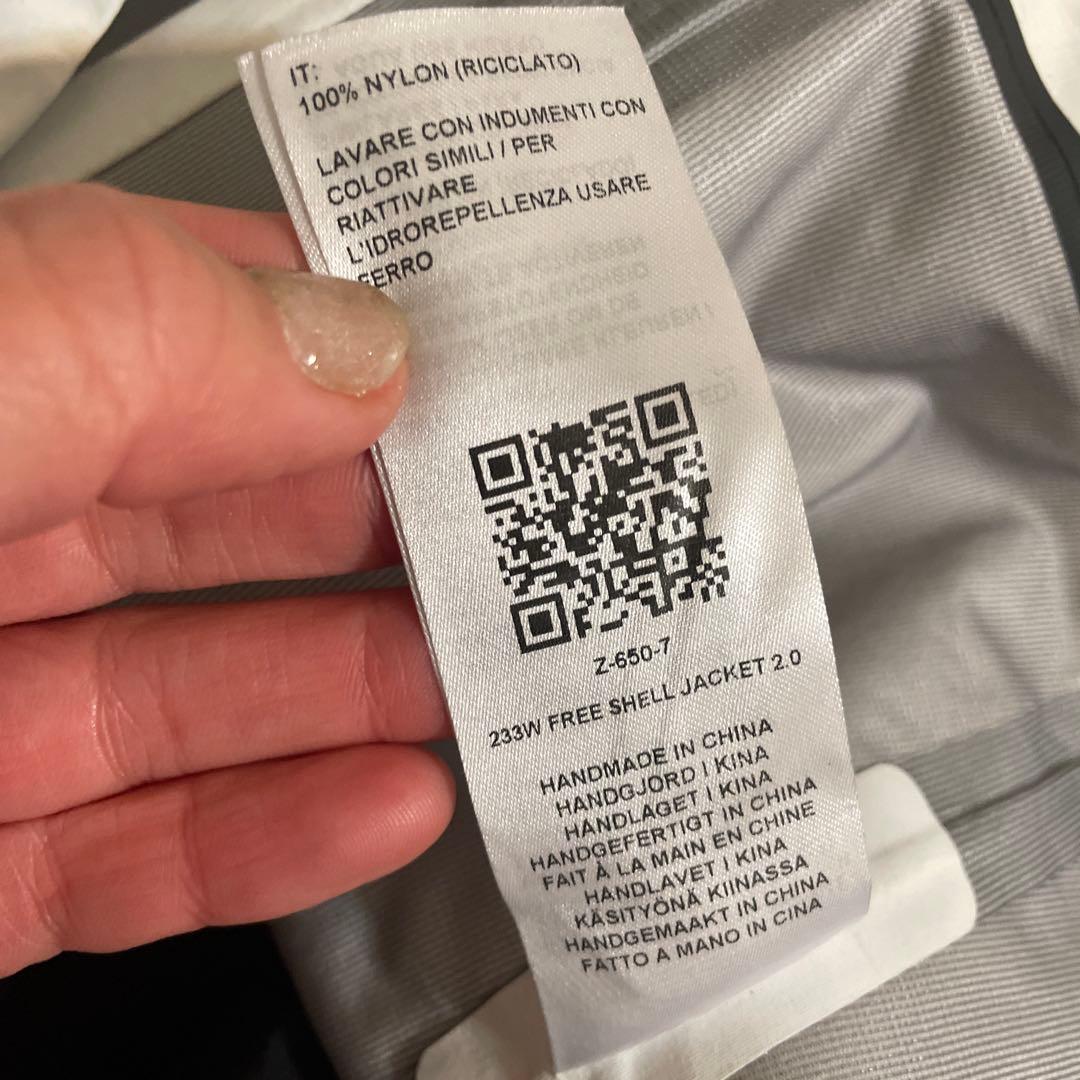 IT:
100% NYLON (RICICLATO)
LAVARE CON INDUMENTI CON
COLORI SIMILI / PER
RIATTIVARE
L'IDROREPELLENZA USARE
FERRO
Z-650-7
233W FREE SHELL JACKET 2.0
HANDMADE IN CHINA
HANDGJORD I KINA
HANDLAGET I KINA
HANDGEFERTIGT IN CHINA
FAIT À LA MAIN EN CHINE
HANDLAVET I KINA
KÄSITYÖNÄ KIINASSA
HANDGEMAAKT IN CHINA
FATTO A MANO IN CINA